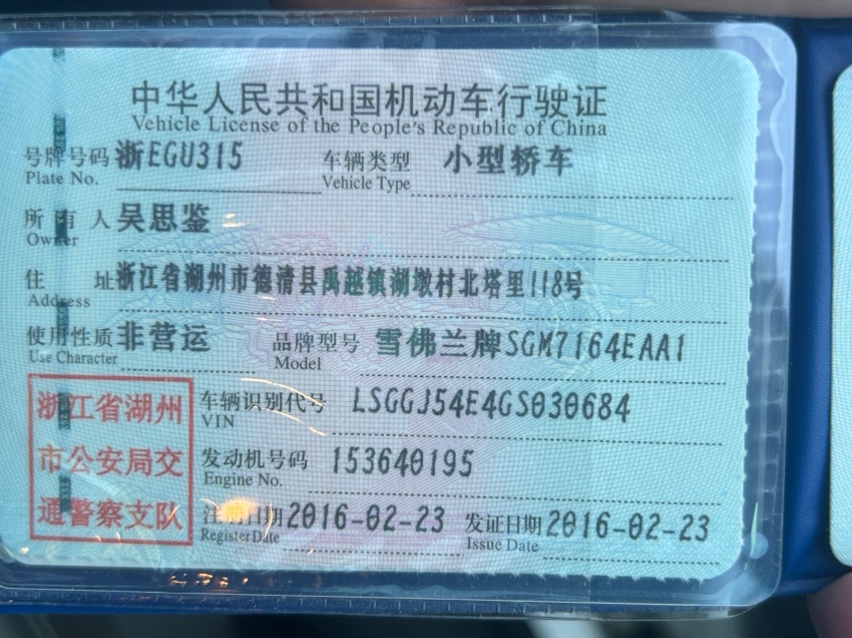 中华人民共和国机动车行驶证
Vehicle License of the People's Republic of China
号牌号码 浙EGU315 车辆类型 小型轿车
Plate No. Vehicle Type
所有人 吴思鉴
Owner
住址 浙江省湖州市德清县禹越镇湖墩村北塔里118号
Address
使用性质 非营运 品牌型号 雪佛兰牌SGM7164EAA1
Use Character Model
浙江省湖州
市公安局交
通警察支队
车辆识别代号 LSGGJ54E4GS030684
VIN
发动机号码 153640195
Engine No.
注册日期 2016-02-23 发证日期 2016-02-23
Register Date Issue Date